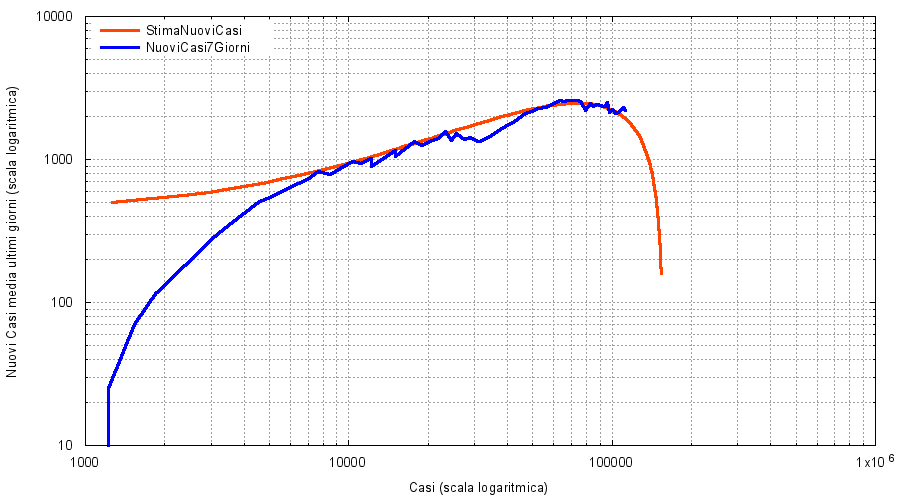 10000
StimaNuoviCasi
NuoviCasi7Giorni
1000
100
10
Nuovi Casi media ultimi giorni (scala logaritmica)
1000 10000 100000 1x10 6
Casi (scala logaritmica)